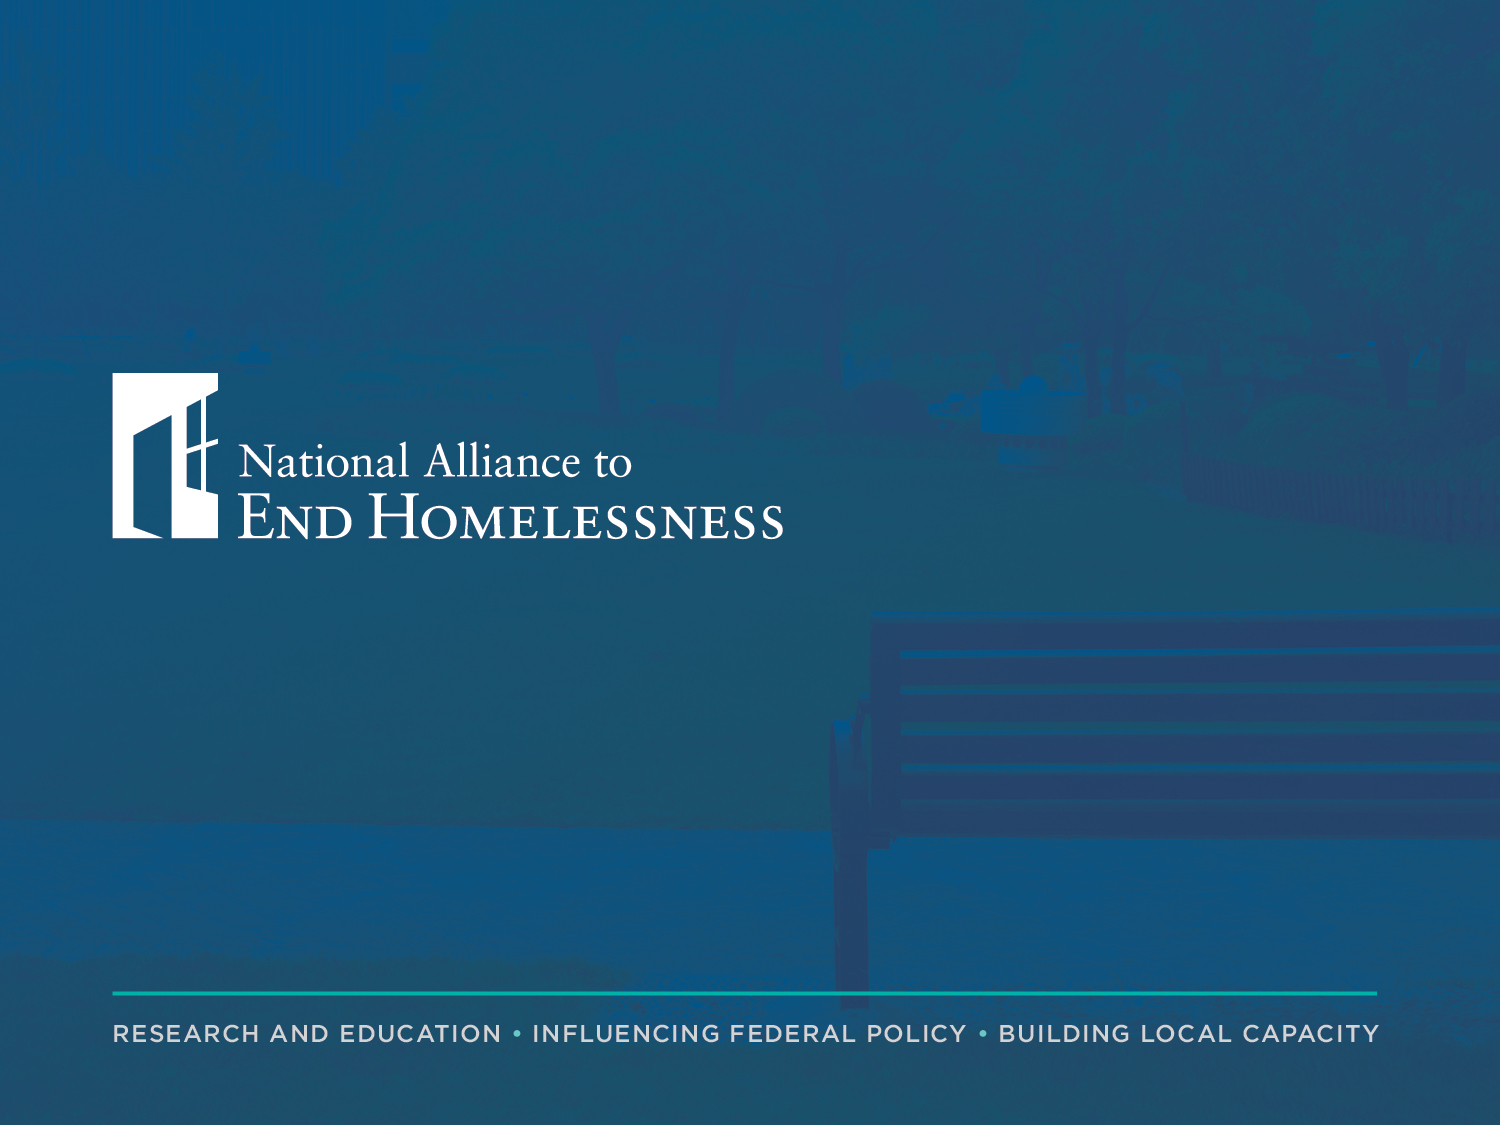 National Alliance to
END HOMELESSNESS
RESEARCH AND EDUCATION • INFLUENCING FEDERAL POLICY • BUILDING LOCAL CAPACITY